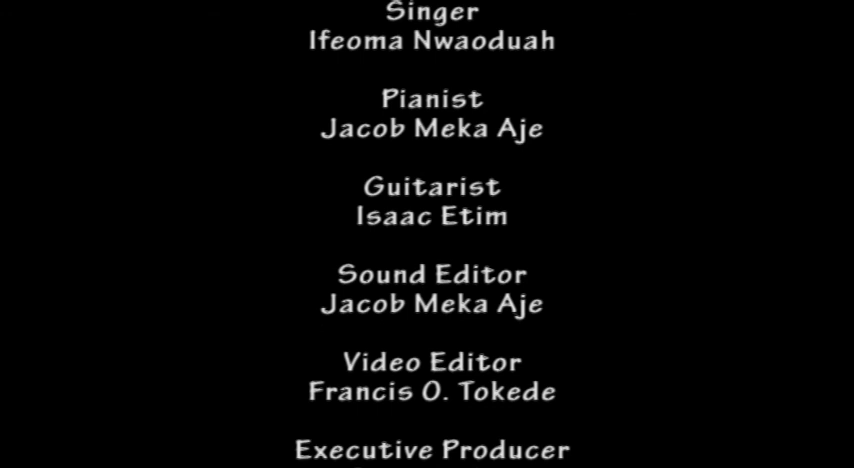 Singer
Ifeoma Nwaoduah
Pianist
Jacob Meka Aje
Guitarist
Isaac Etim
Sound Editor
Jacob Meka Aje
Video Editor
Francis O. Tokede
Executive Producer